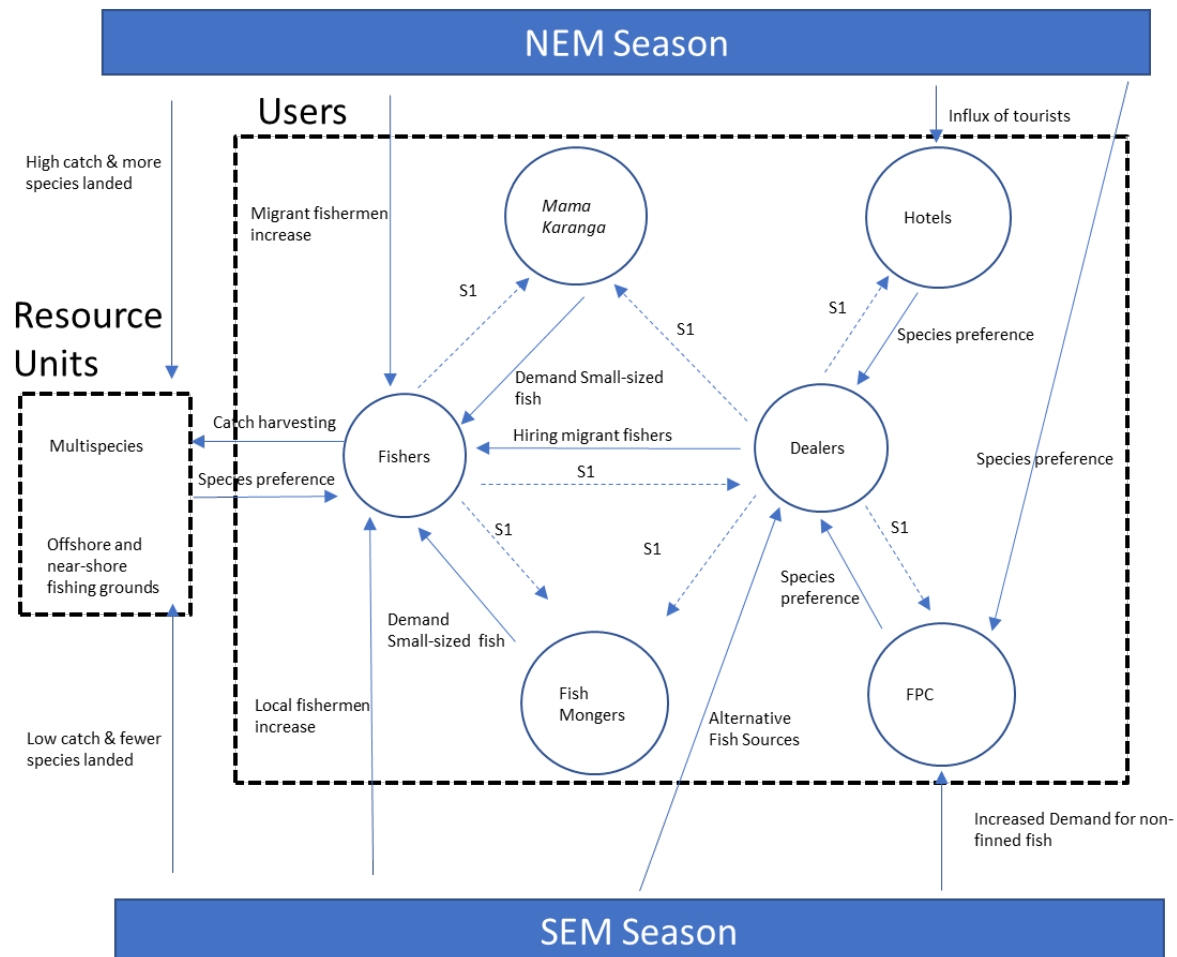 NEM Season
Users
Influx of tourists
High catch & more
species landed
Migrant fishermen
increase
Mama
Karanga
Hotels
S1
S1
S1
Species preference
Resource
Units
Demand Small-sized
fish
Catch harvesting
Hiring migrant fishers
Multispecies
Fishers
Dealers
Species preference
Species preference
S1
Offshore and
near-shore
fishing grounds
S1
S1
S1
Species
preference
Demand
Small-sized fish
Local fishermen
increase
Fish
Mongers
FPC
Alternative
Fish Sources
Low catch & fewer
species landed
Increased Demand for non-
finned fish
SEM Season